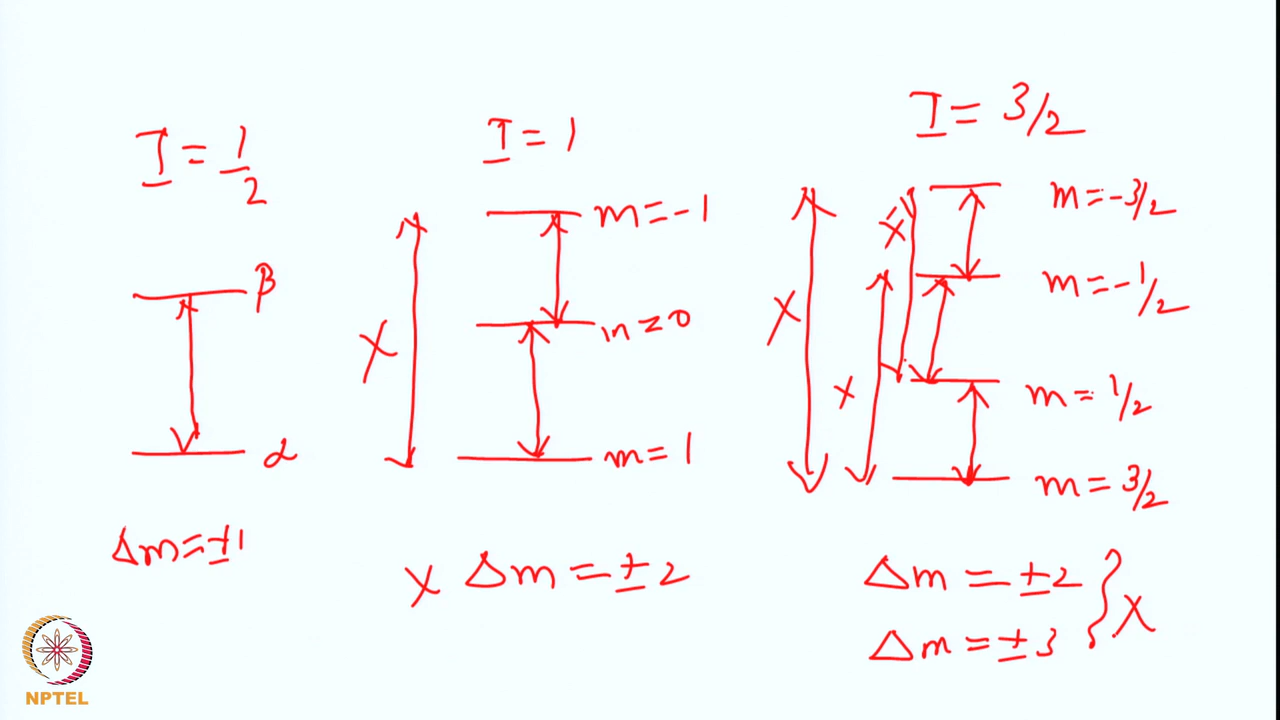 I = 1/2
β
α
Δm = ±1
I = 1
m = -1
X
m = 0
m = 1
X Δm = ±2
I = 3/2
m = -3/2
X
m = -1/2
X
X
m = 1/2
m = 3/2
Δm = ±2
Δm = ±3 } X
NPTEL